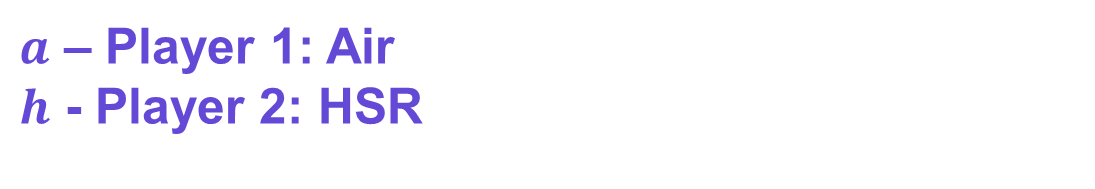 a – Player 1: Air
h - Player 2: HSR